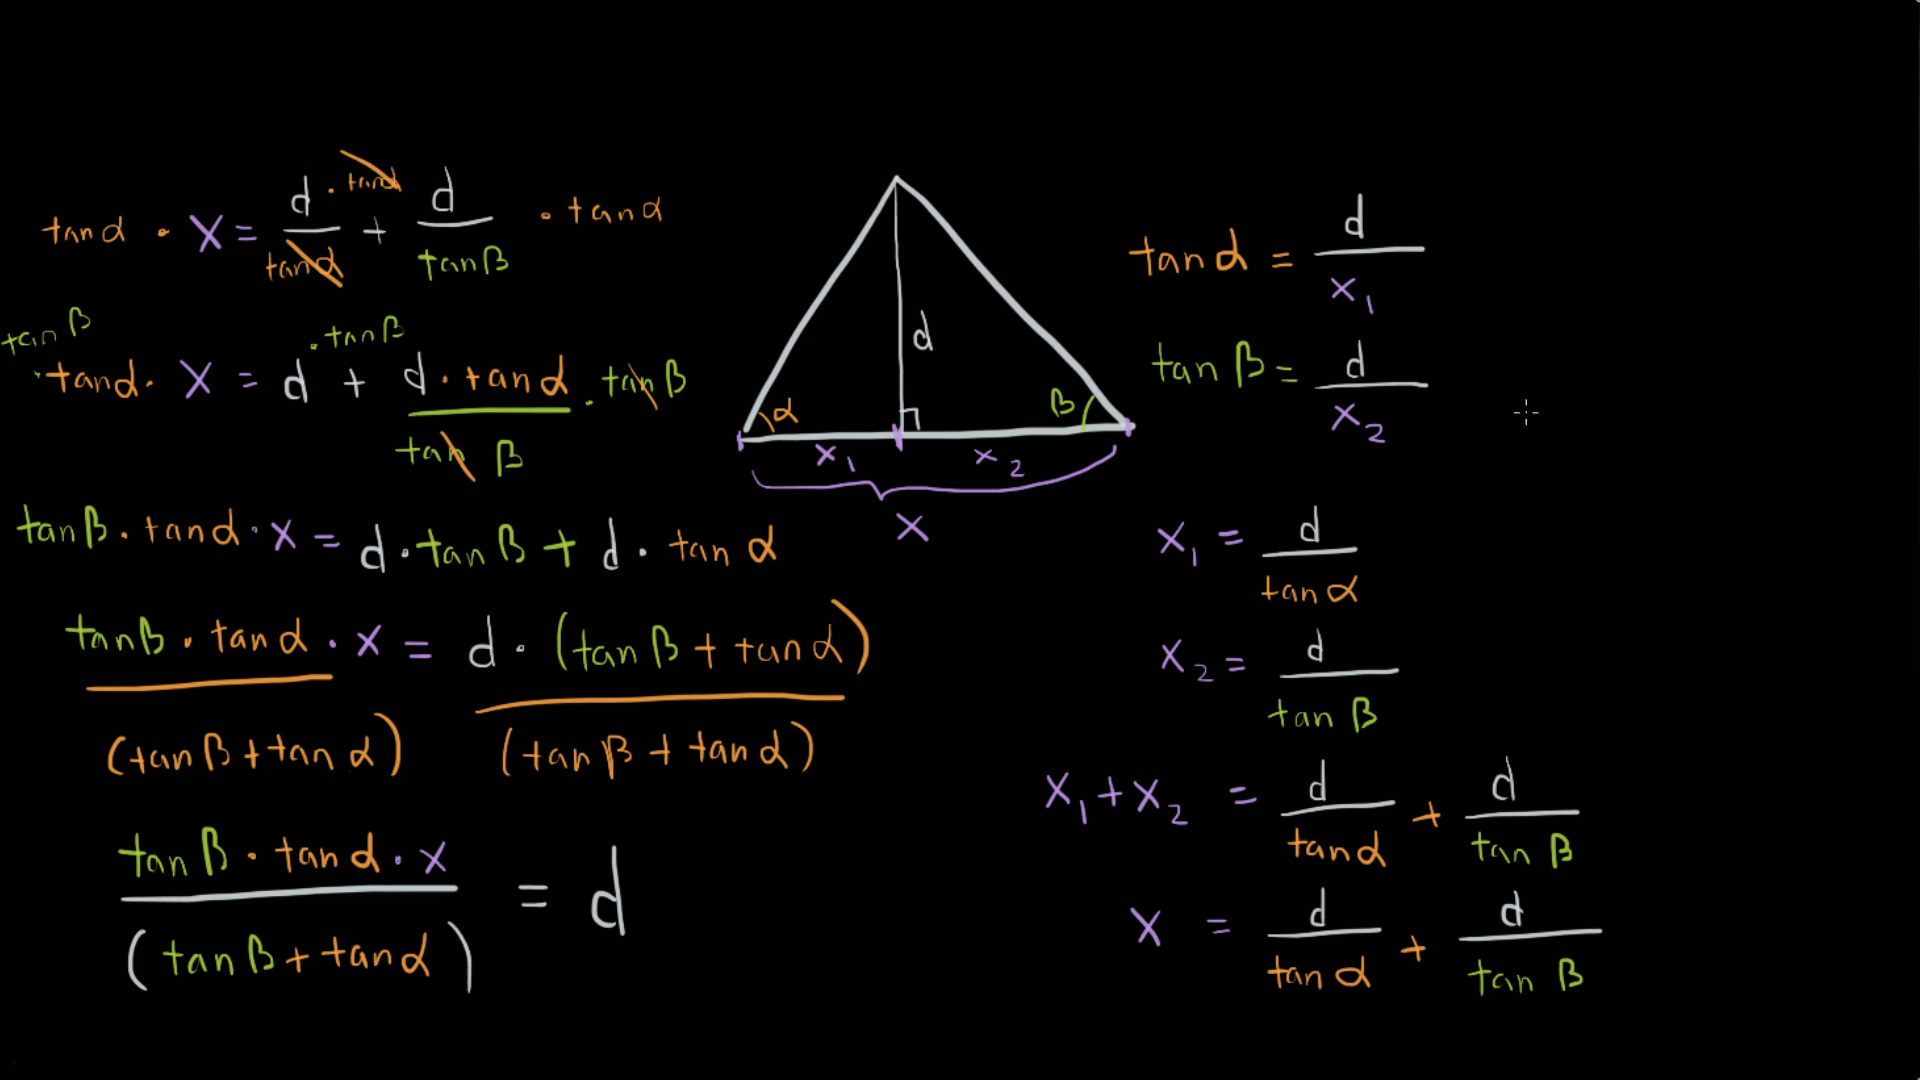 tan α · x = d · tan α / tan α + d / tan β · tan α
tan β · tan α · x = d · tan β + d · tan α / tan β · tan β
tan β · tan α · x = d · tan β + d · tan α
tan β · tan α · x / (tan β + tan α) = d · (tan β + tan α) / (tan β + tan α)
tan β · tan α · x / (tan β + tan α) = d
d
α β
x₁ x₂
x
tan α = d / x₁
tan β = d / x₂
x₁ = d / tan α
x₂ = d / tan β
x₁ + x₂ = d / tan α + d / tan β
x = d / tan α + d / tan β